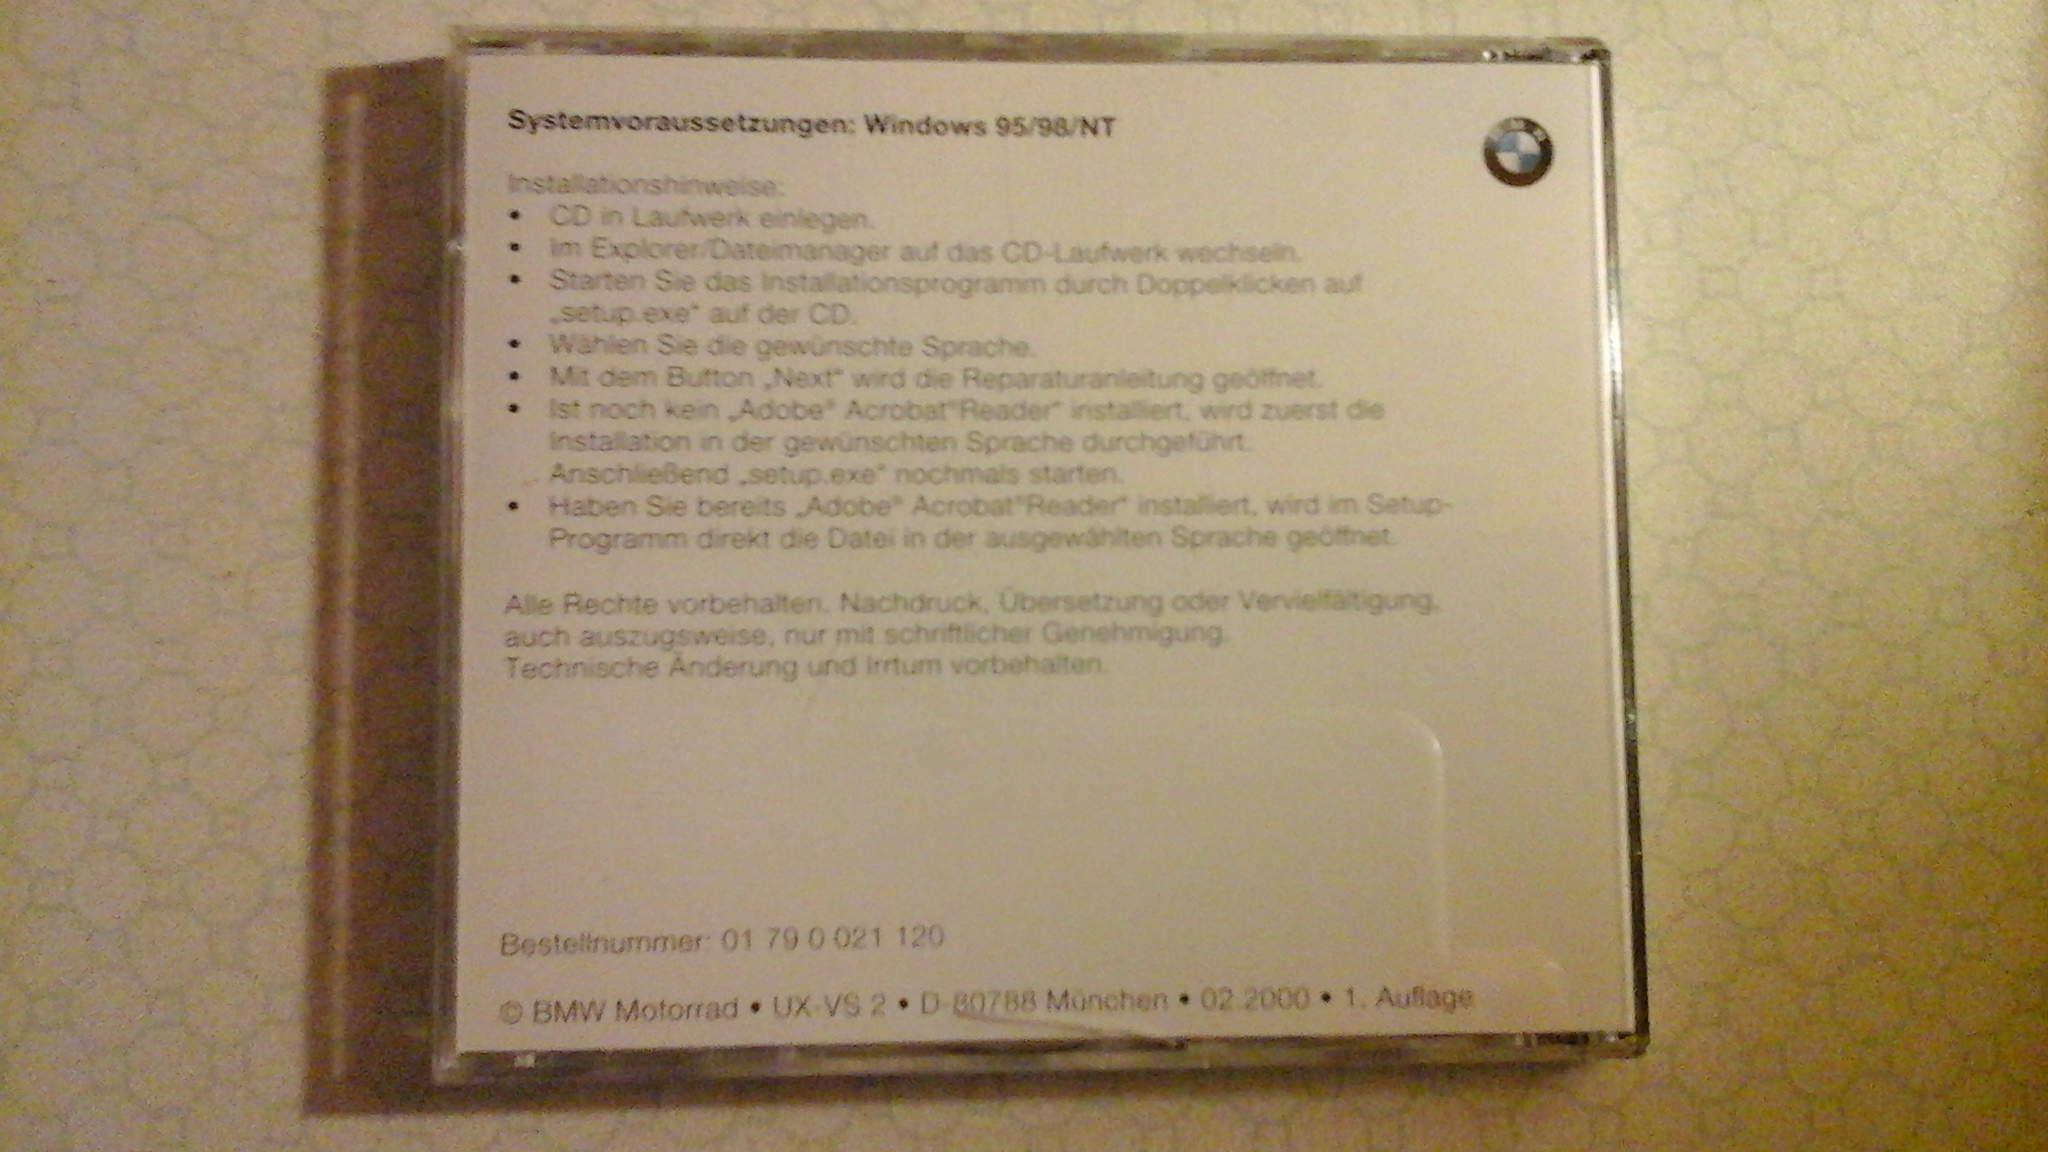 Systemvoraussetzungen: Windows 95/98/NT
Installationshinweise:
• CD in Laufwerk einlegen.
• Im Explorer/Dateimanager auf das CD-Laufwerk wechseln.
• Starten Sie das Installationsprogramm durch Doppelklicken auf
„setup.exe“ auf der CD.
• Wählen Sie die gewünschte Sprache.
• Mit dem Button „Next“ wird die Reparaturanleitung geöffnet.
• Ist noch kein „Adobe® Acrobat®Reader“ installiert, wird zuerst die
Installation in der gewünschten Sprache durchgeführt.
Anschließend „setup.exe“ nochmals starten.
• Haben Sie bereits „Adobe® Acrobat®Reader“ installiert, wird im Setup-
Programm direkt die Datei in der ausgewählten Sprache geöffnet.
Alle Rechte vorbehalten. Nachdruck, Übersetzung oder Vervielfältigung,
auch auszugsweise, nur mit schriftlicher Genehmigung.
Technische Änderung und Irrtum vorbehalten.
Bestellnummer: 01 79 0 021 120
© BMW Motorrad • UX-VS 2 • D-80788 München • 02.2000 • 1. Auflage